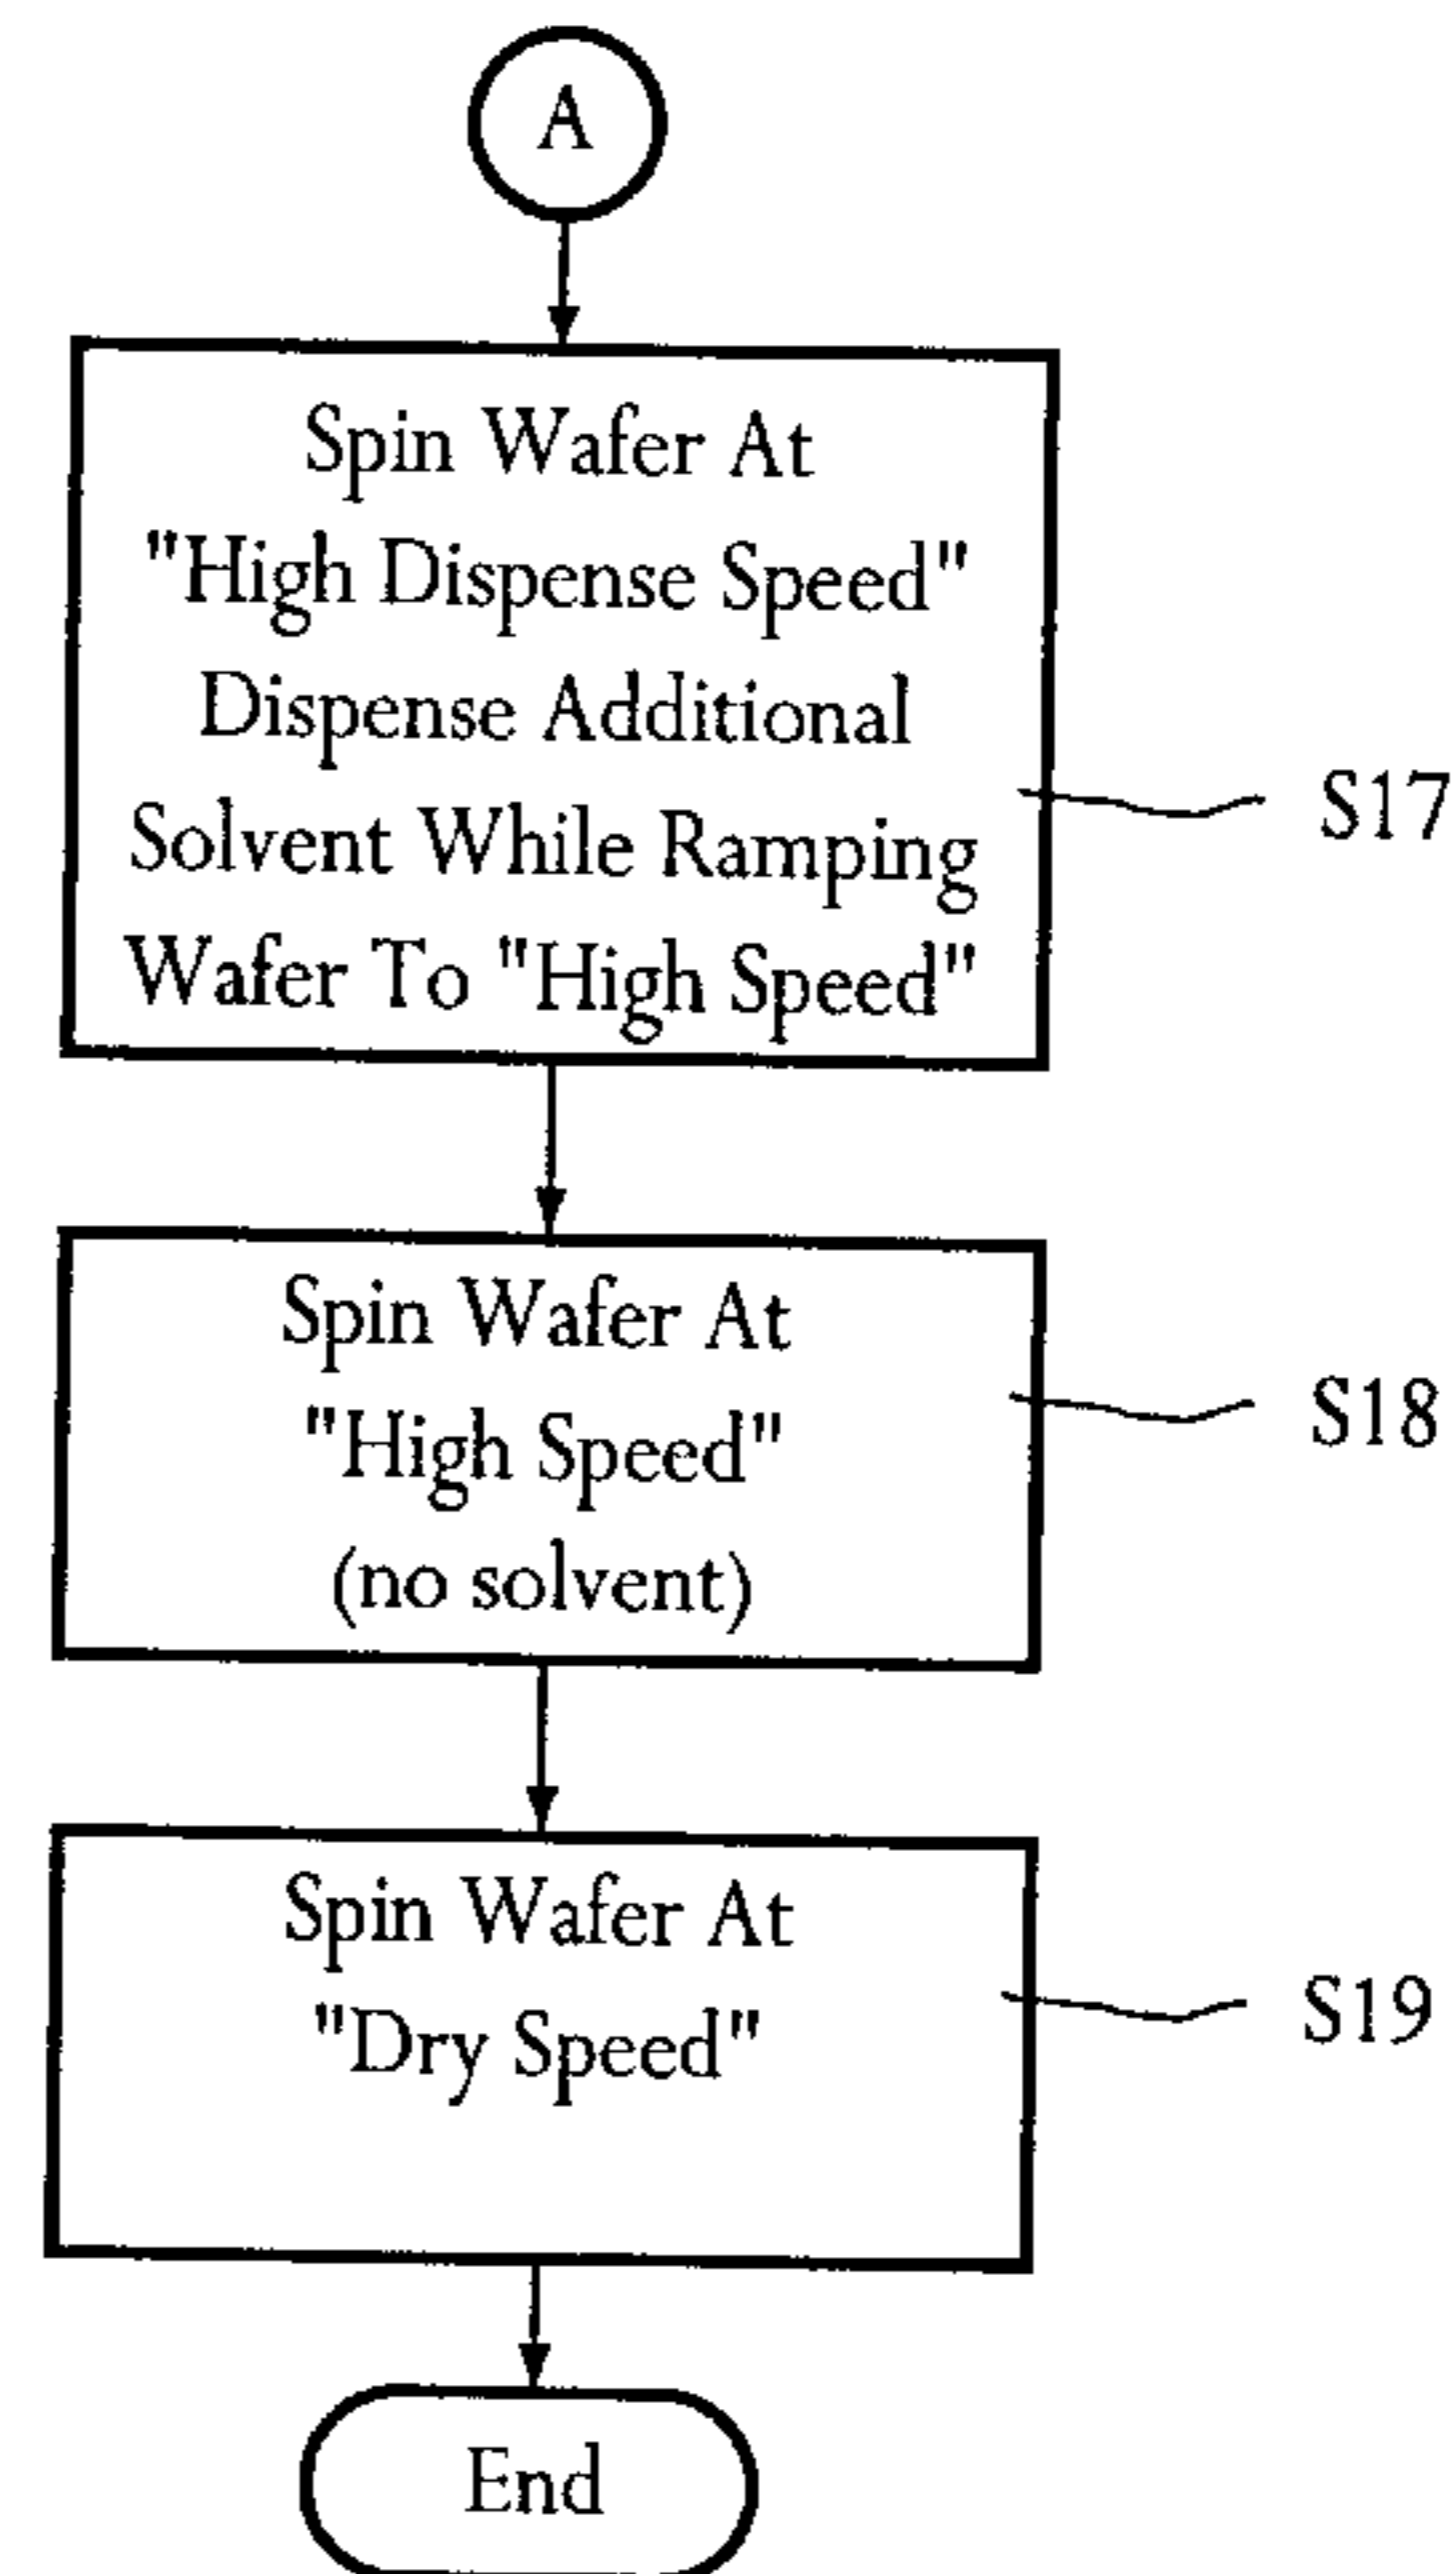 A
Spin Wafer At
"High Dispense Speed"
Dispense Additional
Solvent While Ramping
Wafer To "High Speed"
S17
Spin Wafer At
"High Speed"
(no solvent)
S18
Spin Wafer At
"Dry Speed"
S19
End